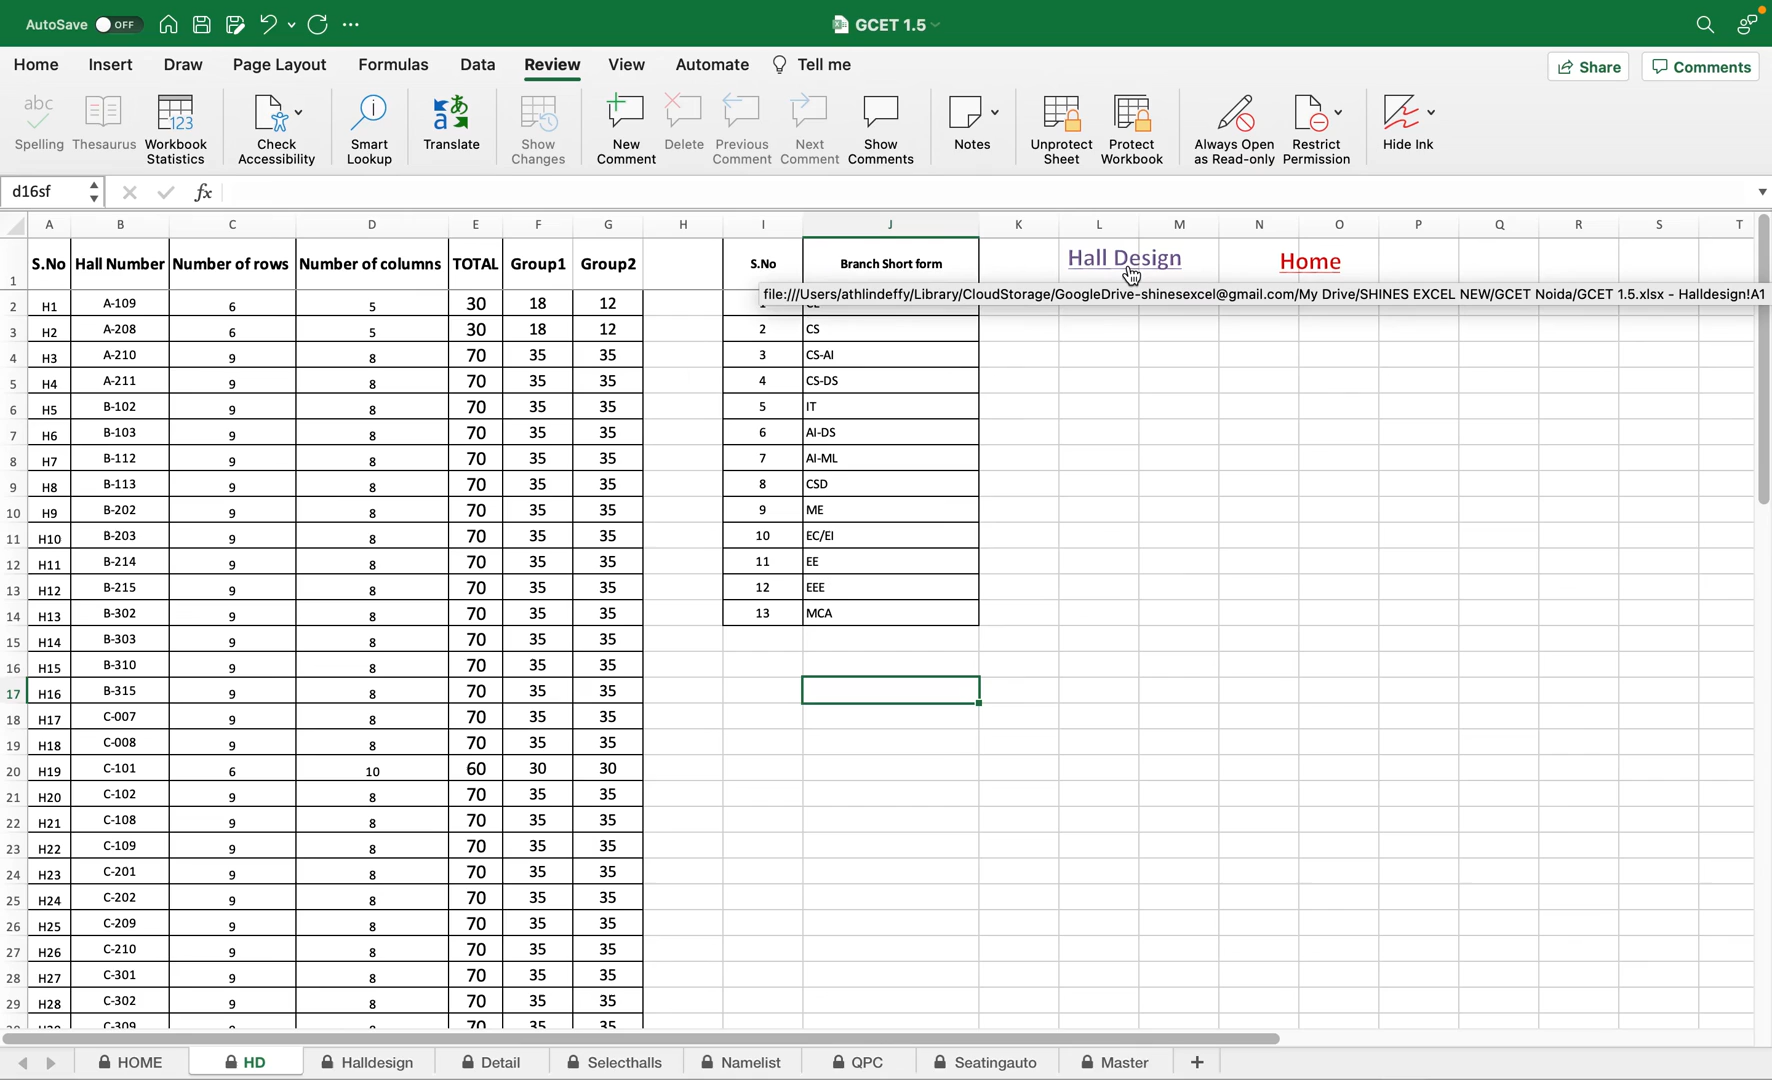 AutoSave OFF GCET 1.5
Home Insert Draw Page Layout Formulas Data Review View Automate Tell me Share Comments
abc 123
Spelling Thesaurus Workbook Statistics Check Accessibility Smart Lookup Translate Show Changes New Comment Delete Previous Comment Next Comment Show Comments Notes Unprotect Sheet Protect Workbook Always Open as Read-only Restrict Permission Hide Ink
d16sf fx
A B C D E F G H I J K L M N O P Q R S T
1 S.No Hall Number Number of rows Number of columns TOTAL Group1 Group2 S.No Branch Short form Hall Design Home
file:///Users/athlindeffy/Library/CloudStorage/GoogleDrive-shinesexcel@gmail.com/My Drive/SHINES EXCEL NEW/GCET Noida/GCET 1.5.xlsx - Halldesign!A1
2 H1 A-109 6 5 30 18 12 1
3 H2 A-208 6 5 30 18 12 2 CS
4 H3 A-210 9 8 70 35 35 3 CS-AI
5 H4 A-211 9 8 70 35 35 4 CS-DS
6 H5 B-102 9 8 70 35 35 5 IT
7 H6 B-103 9 8 70 35 35 6 AI-DS
8 H7 B-112 9 8 70 35 35 7 AI-ML
9 H8 B-113 9 8 70 35 35 8 CSD
10 H9 B-202 9 8 70 35 35 9 ME
11 H10 B-203 9 8 70 35 35 10 EC/EI
12 H11 B-214 9 8 70 35 35 11 EE
13 H12 B-215 9 8 70 35 35 12 EEE
14 H13 B-302 9 8 70 35 35 13 MCA
15 H14 B-303 9 8 70 35 35
16 H15 B-310 9 8 70 35 35
17 H16 B-315 9 8 70 35 35
18 H17 C-007 9 8 70 35 35
19 H18 C-008 9 8 70 35 35
20 H19 C-101 6 10 60 30 30
21 H20 C-102 9 8 70 35 35
22 H21 C-108 9 8 70 35 35
23 H22 C-109 9 8 70 35 35
24 H23 C-201 9 8 70 35 35
25 H24 C-202 9 8 70 35 35
26 H25 C-209 9 8 70 35 35
27 H26 C-210 9 8 70 35 35
28 H27 C-301 9 8 70 35 35
29 H28 C-302 9 8 70 35 35
C-309 70 35 35
HOME HD Halldesign Detail Selecthalls Namelist QPC Seatingauto Master